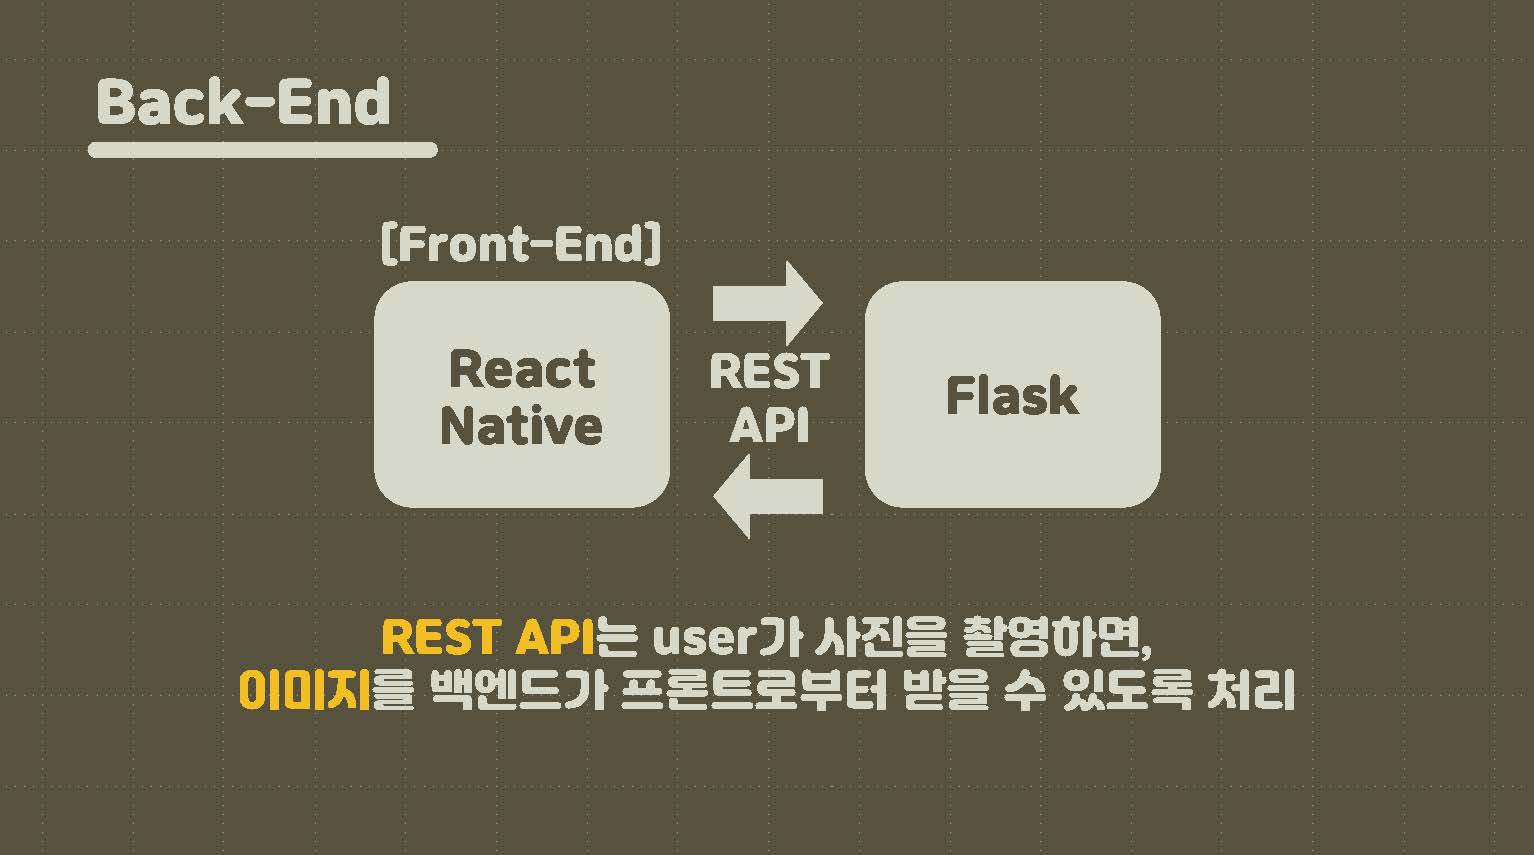 Back-End
[Front-End]
React
Native
REST
API
Flask
REST API는 user가 사진을 촬영하면,
이미지를 백엔드가 프론트로부터 받을 수 있도록 처리